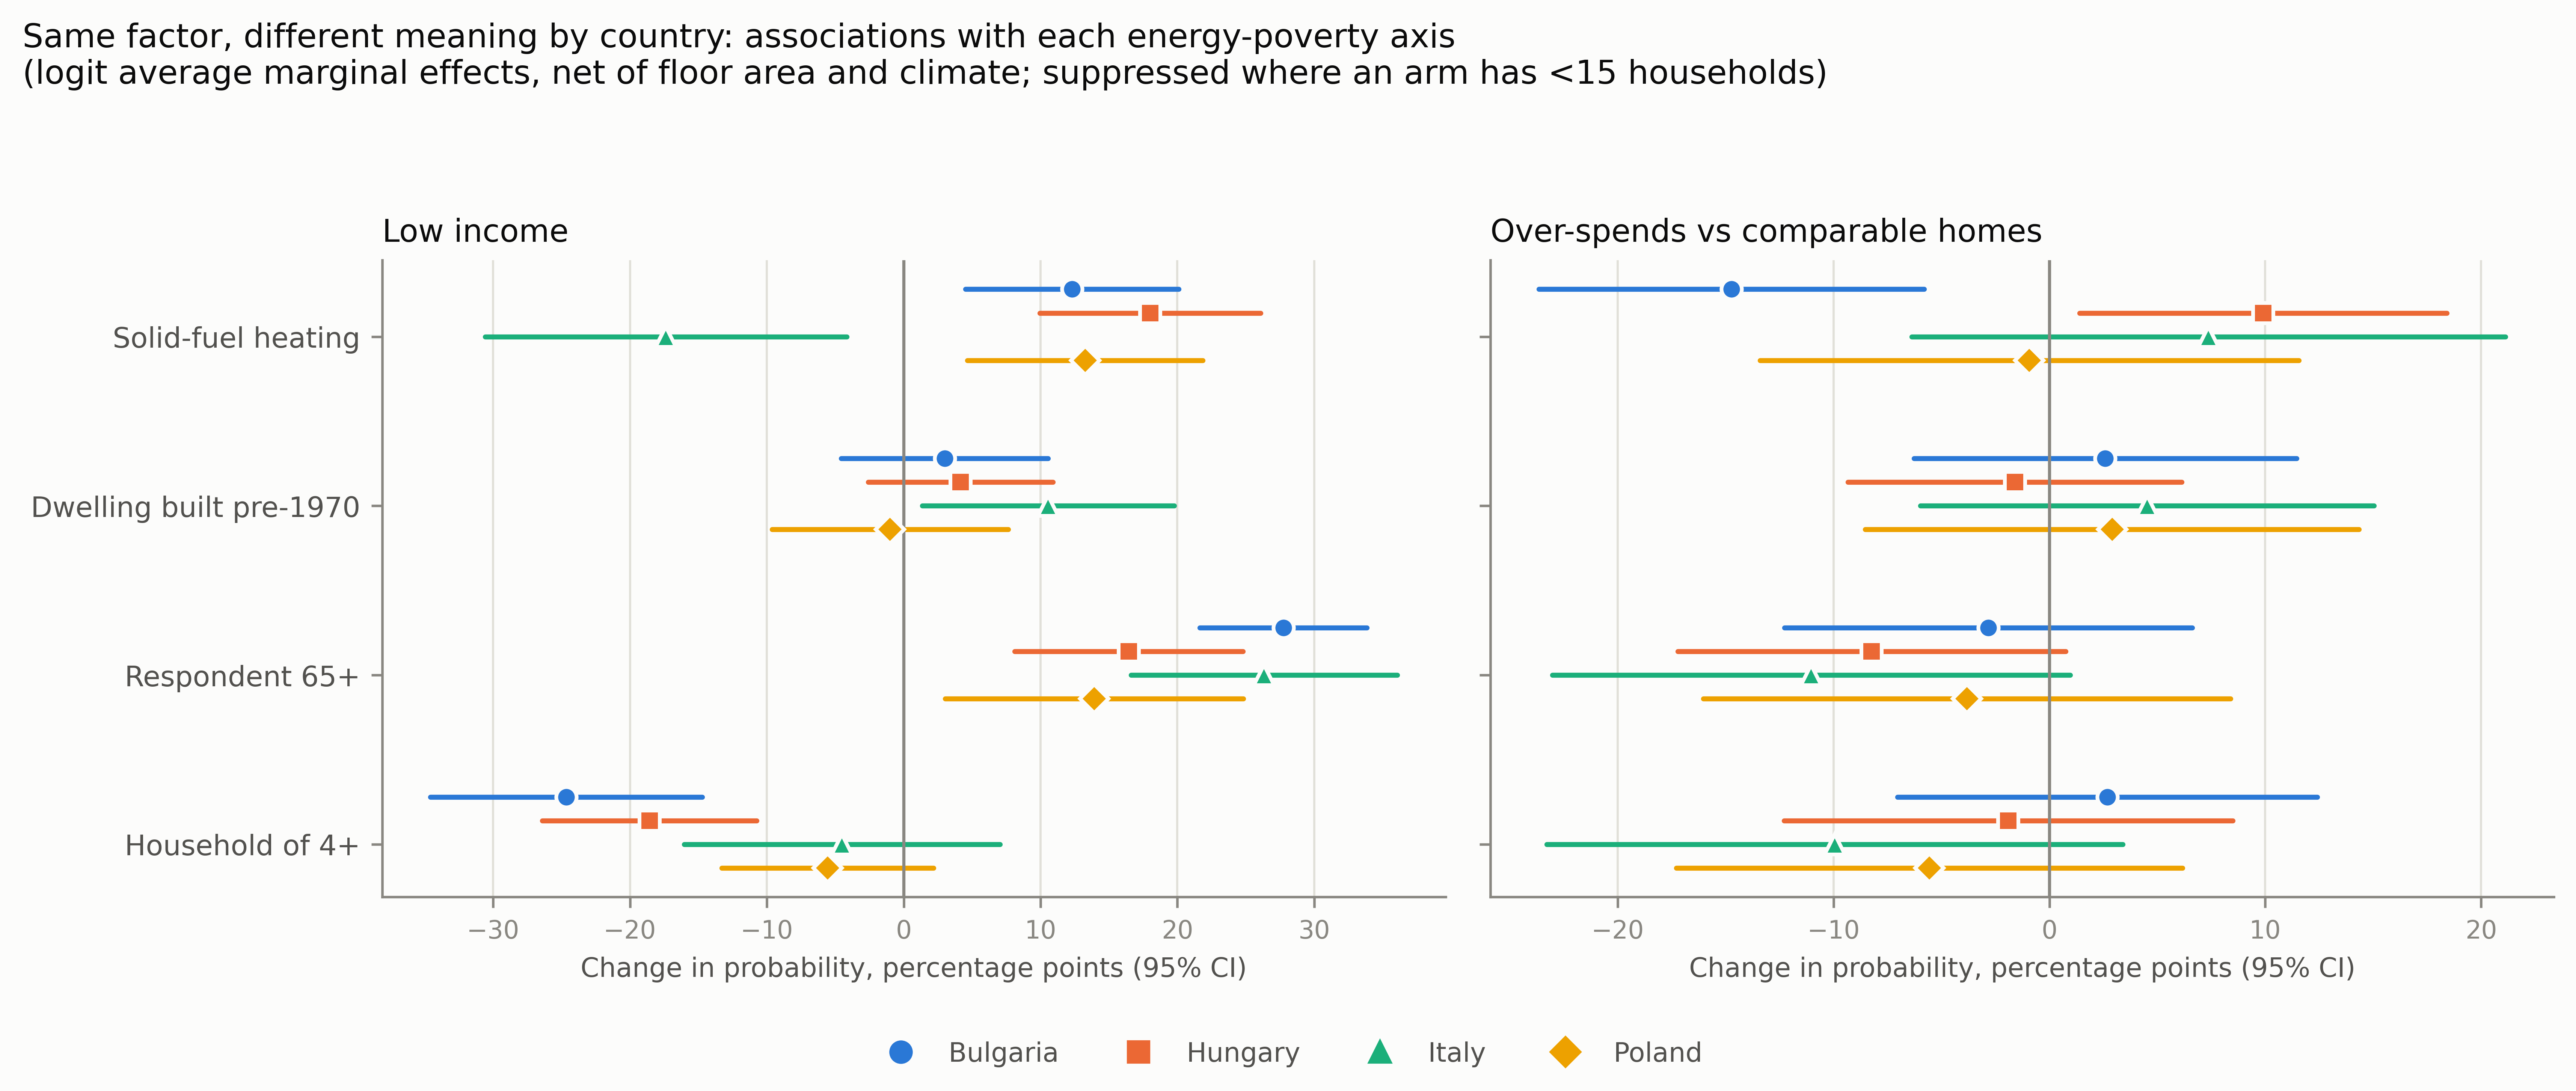 Same factor, different meaning by country: associations with each energy-poverty axis
(logit average marginal effects, net of floor area and climate; suppressed where an arm has <15 households)
Low income
Over-spends vs comparable homes
Solid-fuel heating
Dwelling built pre-1970
Respondent 65+
Household of 4+
−30 −20 −10 0 10 20 30
−20 −10 0 10 20
Change in probability, percentage points (95% CI)
Change in probability, percentage points (95% CI)
Bulgaria Hungary Italy Poland